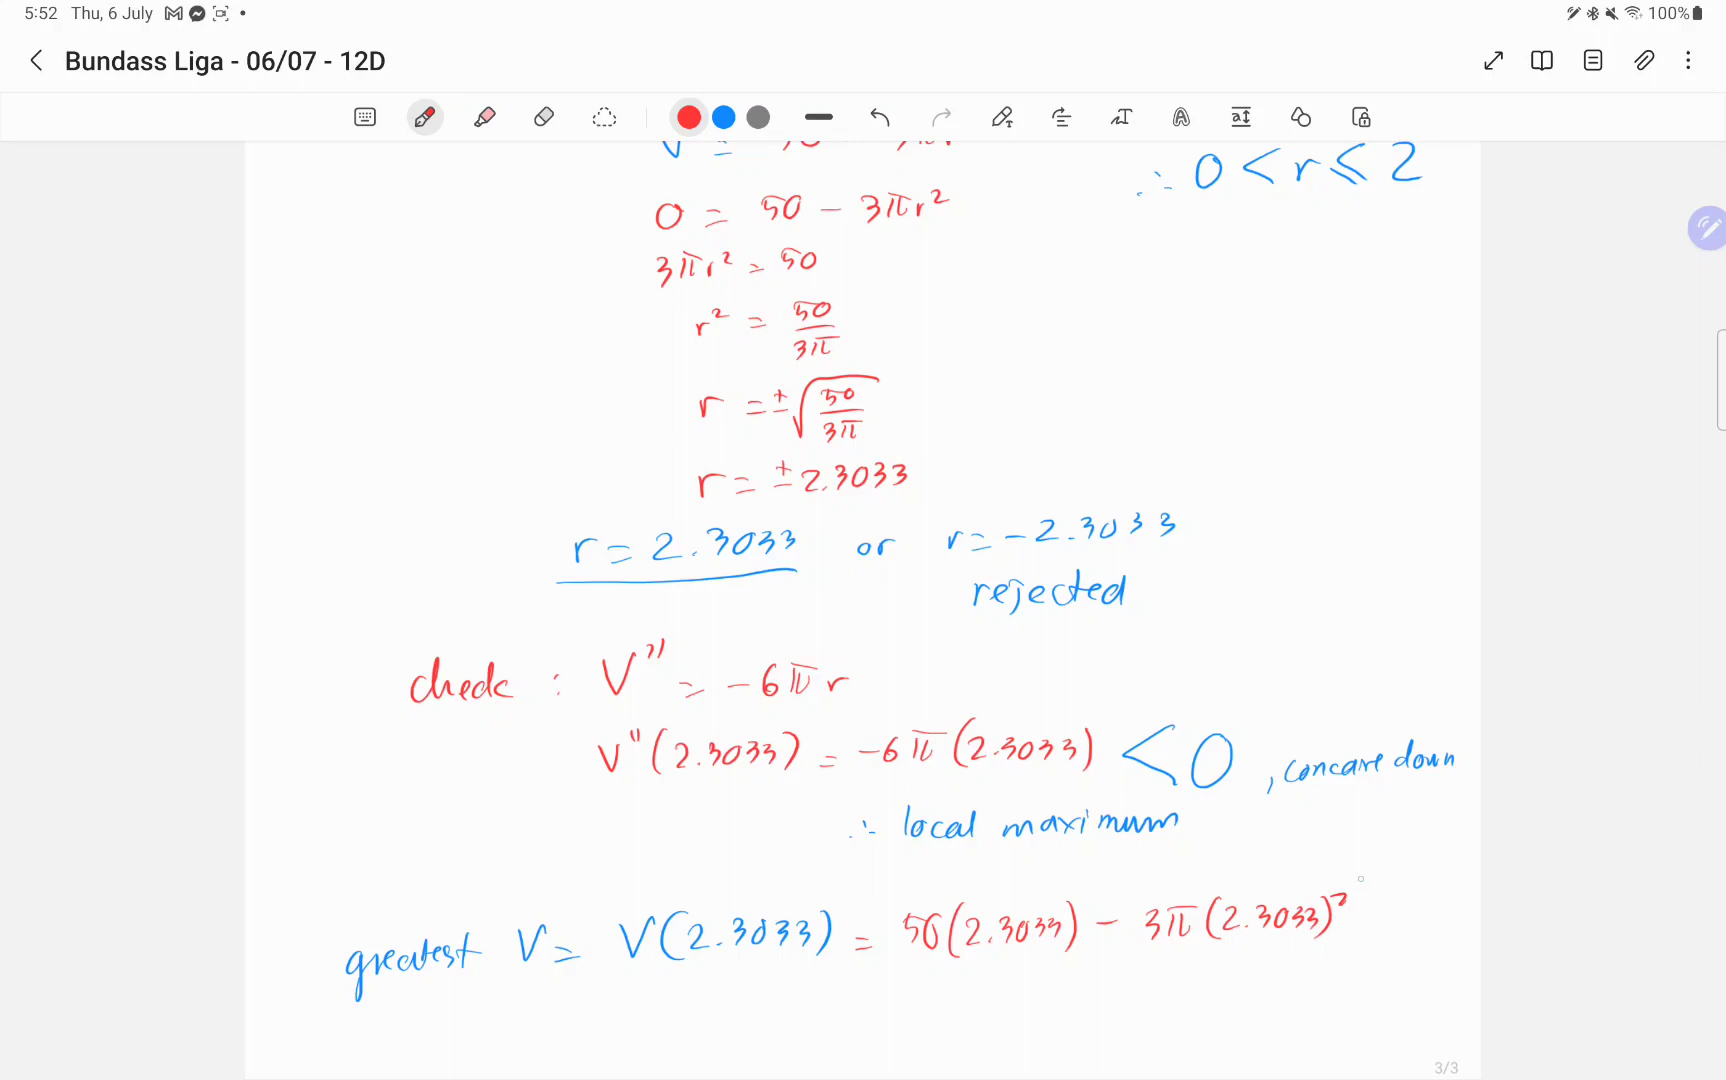 5:52 Thu, 6 July 100%
Bundass Liga - 06/07 - 12D
∴ 0 < r ≤ 2
0 = 50 - 3πr²
3πr² = 50
r² = 50/3π
r = ±√(50/3π)
r = ±2.3033
r = 2.3033 or r = -2.3033
rejected
check : V'' = -6πr
V''(2.3033) = -6π(2.3033) < 0, concave down
∴ local maximum
greatest V = V(2.3033) = 50(2.3033) - 3π(2.3033)²
3/3